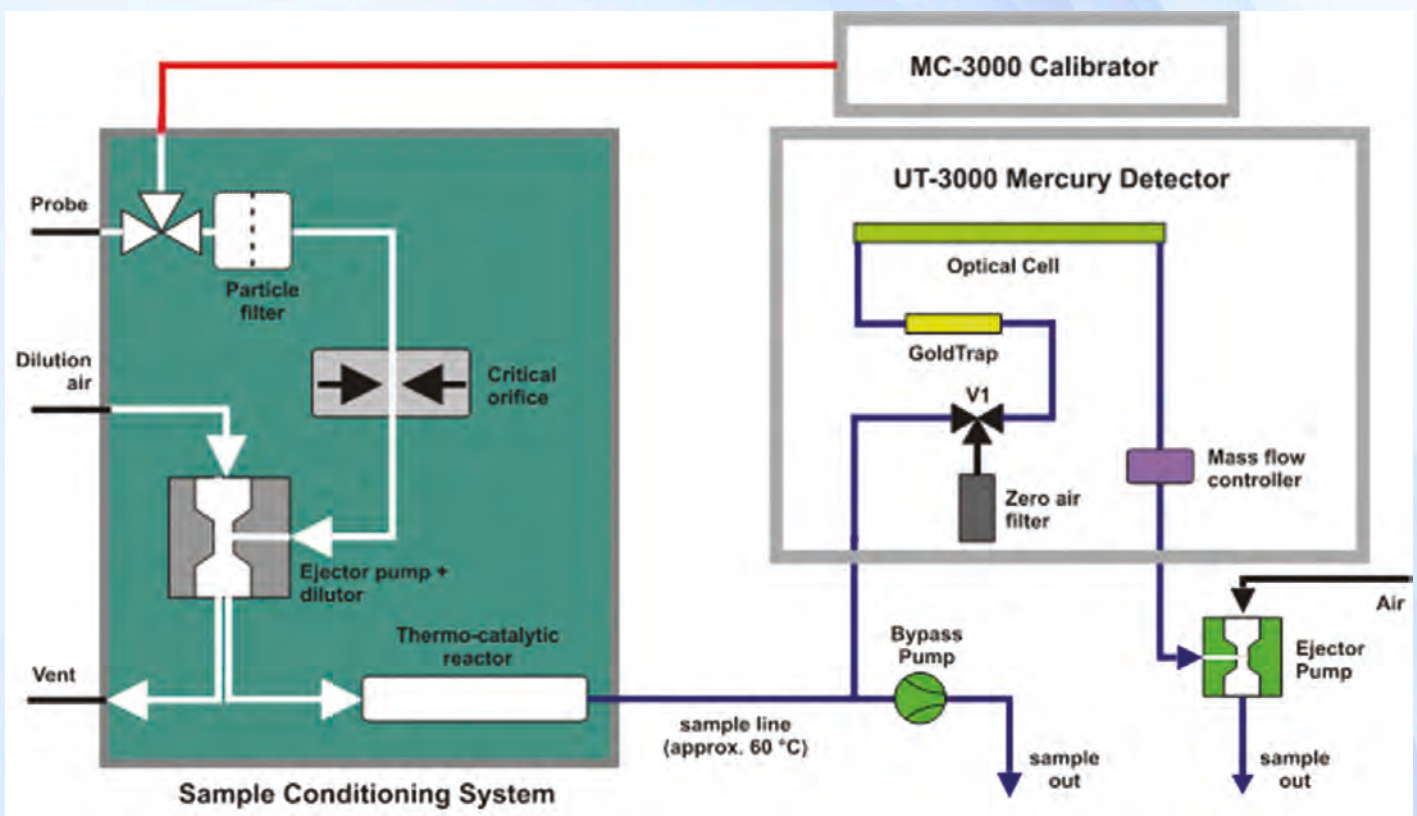 MC-3000 Calibrator
UT-3000 Mercury Detector
Probe
Particle
filter
Optical Cell
GoldTrap
Dilution
air
Critical
orifice
V1
Mass flow
controller
Zero air
filter
Ejector pump +
dilutor
Air
Thermo-catalytic
reactor
Bypass
Pump
Ejector
Pump
Vent
sample line
(approx. 60 °C)
sample
out
sample
out
Sample Conditioning System